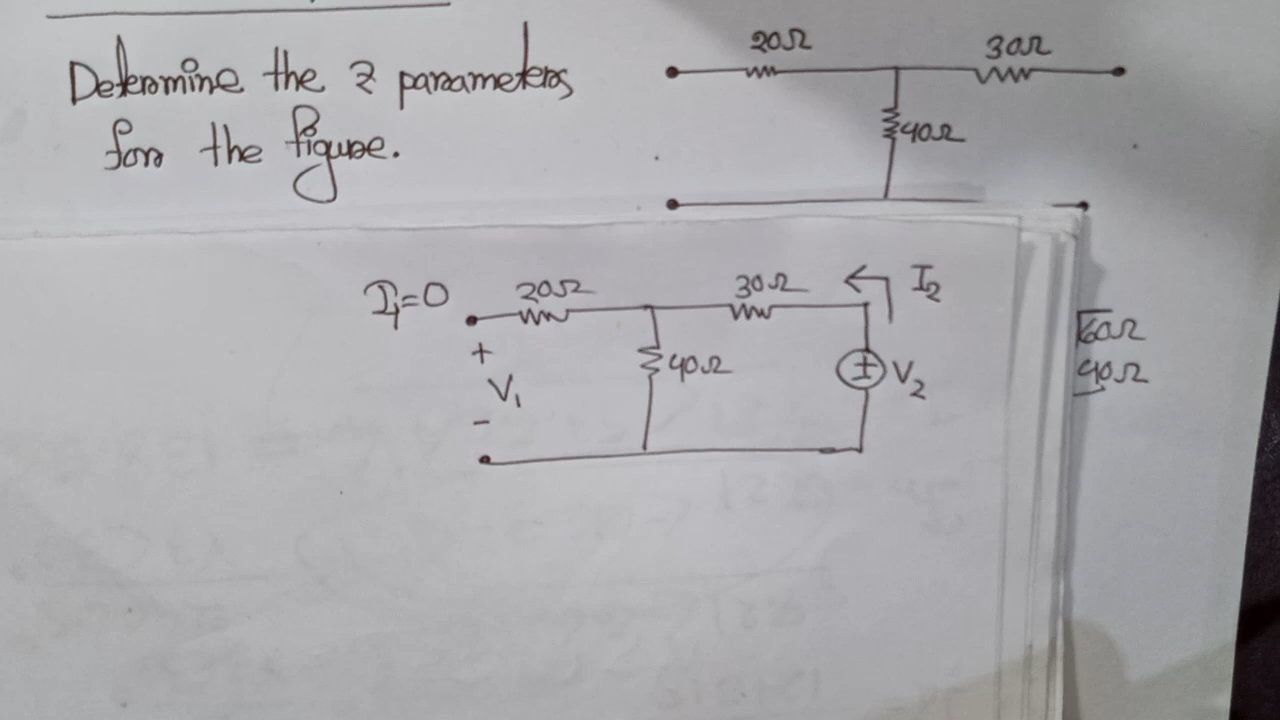 Determine the z parameters
for the figure.
20Ω
30Ω
40Ω
I₁=0
20Ω
30Ω
I₂
+
V₁
-
40Ω
±
V₂
60Ω
40Ω